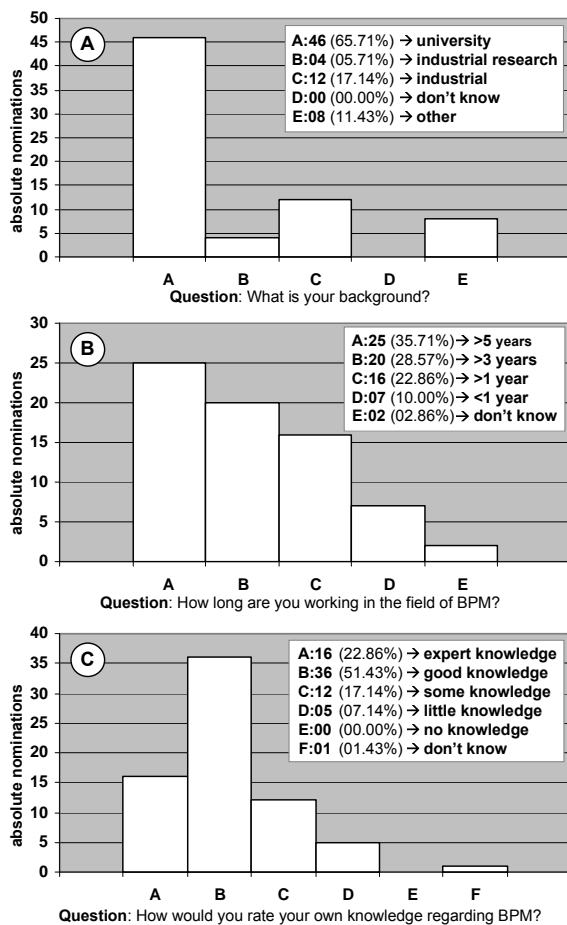 A
absolute nominations
50
45
40
35
30
25
20
15
10
5
0
A:46 (65.71%) → university
B:04 (05.71%) → industrial research
C:12 (17.14%) → industrial
D:00 (00.00%) → don't know
E:08 (11.43%) → other
A B C D E
Question: What is your background?
B
absolute nominations
30
25
20
15
10
5
0
A:25 (35.71%)→ >5 years
B:20 (28.57%)→ >3 years
C:16 (22.86%)→ >1 year
D:07 (10.00%)→ <1 year
E:02 (02.86%)→ don't know
A B C D E
Question: How long are you working in the field of BPM?
C
absolute nominations
40
35
30
25
20
15
10
5
0
A:16 (22.86%) → expert knowledge
B:36 (51.43%) → good knowledge
C:12 (17.14%) → some knowledge
D:05 (07.14%) → little knowledge
E:00 (00.00%) → no knowledge
F:01 (01.43%) → don't know
A B C D E F
Question: How would you rate your own knowledge regarding BPM?